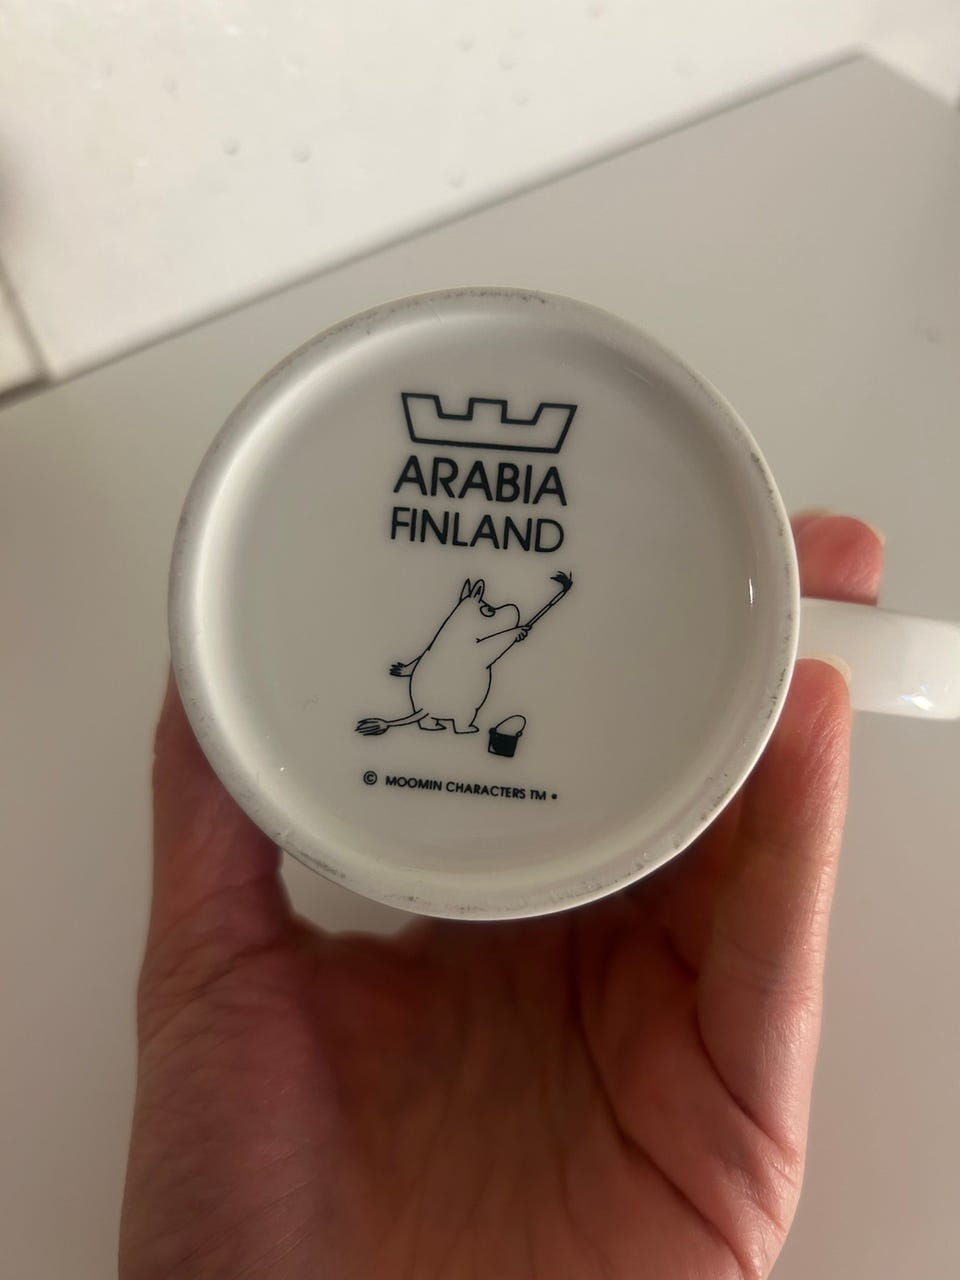 ARABIA
FINLAND
© MOOMIN CHARACTERS TM •